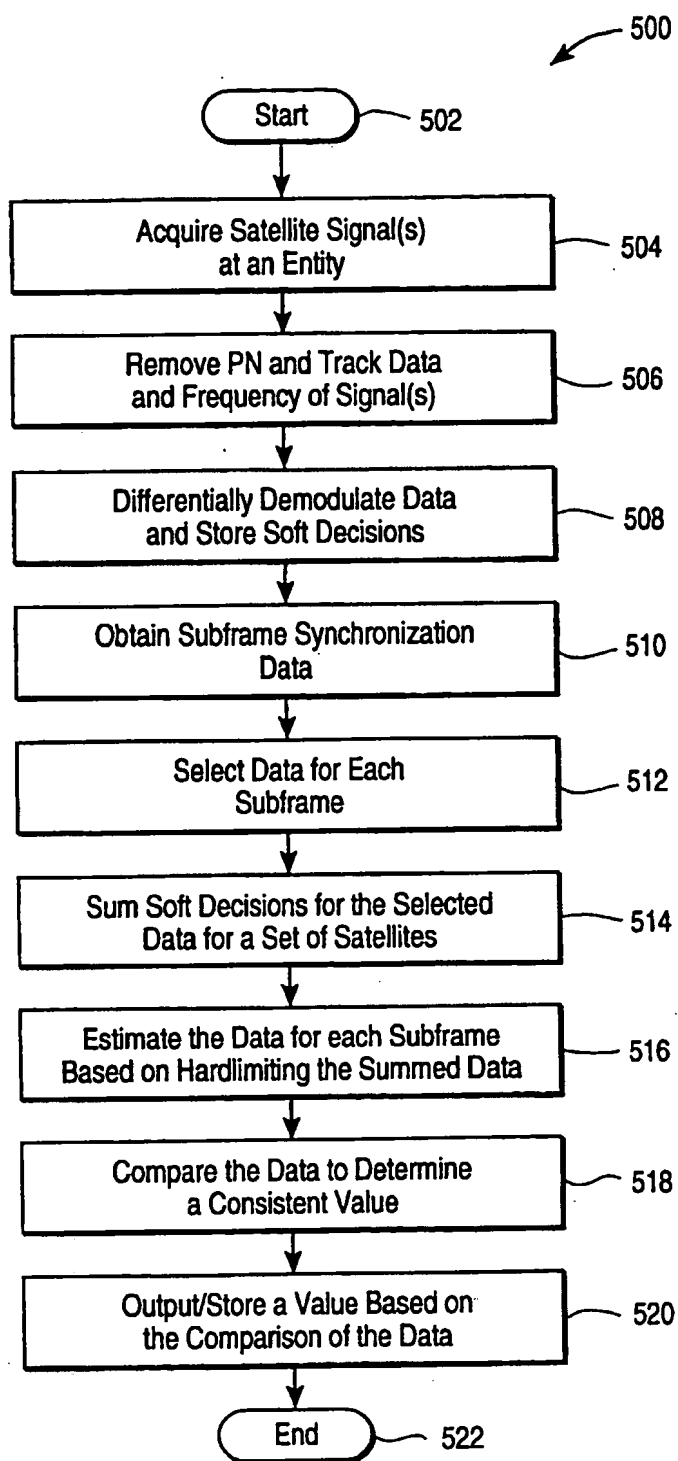 500
Start
502
Acquire Satellite Signal(s)
at an Entity
504
Remove PN and Track Data
and Frequency of Signal(s)
506
Differentially Demodulate Data
and Store Soft Decisions
508
Obtain Subframe Synchronization
Data
510
Select Data for Each
Subframe
512
Sum Soft Decisions for the Selected
Data for a Set of Satellites
514
Estimate the Data for each Subframe
Based on Hardlimiting the Summed Data
516
Compare the Data to Determine
a Consistent Value
518
Output/Store a Value Based on
the Comparison of the Data
520
End
522